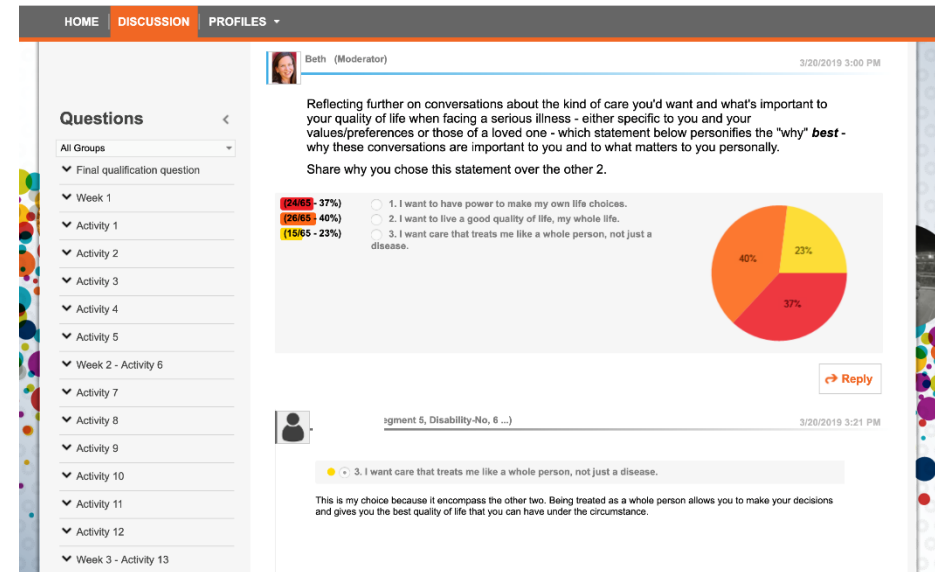 HOME DISCUSSION PROFILES
Beth (Moderator) 3/20/2019 3:00 PM
Questions
All Groups
Final qualification question
Week 1
Activity 1
Activity 2
Activity 3
Activity 4
Activity 5
Week 2 - Activity 6
Activity 7
Activity 8
Activity 9
Activity 10
Activity 11
Activity 12
Week 3 - Activity 13
Reflecting further on conversations about the kind of care you'd want and what's important to
your quality of life when facing a serious illness - either specific to you and your
values/preferences or those of a loved one - which statement below personifies the "why" best -
why these conversations are important to you and to what matters to you personally.
Share why you chose this statement over the other 2.
(24/65 - 37%) 1. I want to have power to make my own life choices.
(26/65 - 40%) 2. I want to live a good quality of life, my whole life.
(15/65 - 23%) 3. I want care that treats me like a whole person, not just a
disease.
40%
23%
37%
Reply
egment 5, Disability-No, 6 ...) 3/20/2019 3:21 PM
3. I want care that treats me like a whole person, not just a disease.
This is my choice because it encompass the other two. Being treated as a whole person allows you to make your decisions
and gives you the best quality of life that you can have under the circumstance.